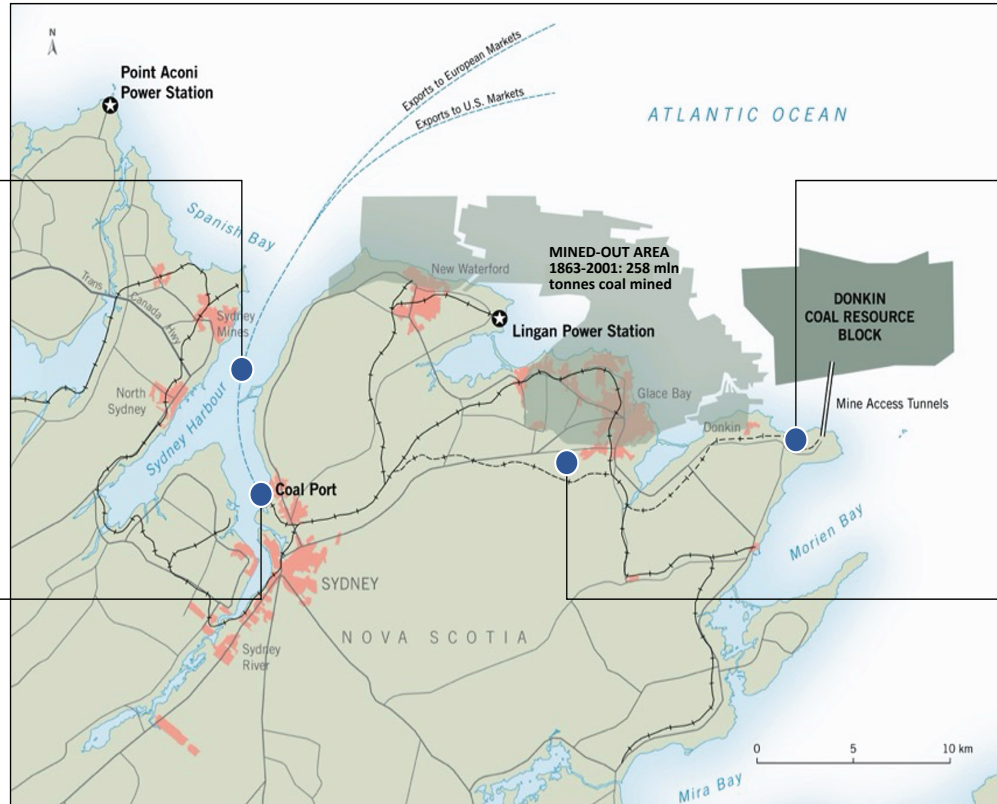 N
Point Aconi
Power Station
Exports to European Markets
Exports to U.S. Markets
ATLANTIC OCEAN
Spanish Bay
Trans Canada Hwy
Sydney
Mines
New Waterford
MINED-OUT AREA
1863-2001: 258 mln
tonnes coal mined
DONKIN
COAL RESOURCE
BLOCK
Lingan Power Station
North
Sydney
Sydney Harbour
Glace Bay
Donkin
Mine Access Tunnels
Coal Port
Morien Bay
SYDNEY
NOVA SCOTIA
Sydney
River
0 5 10 km
Mira Bay